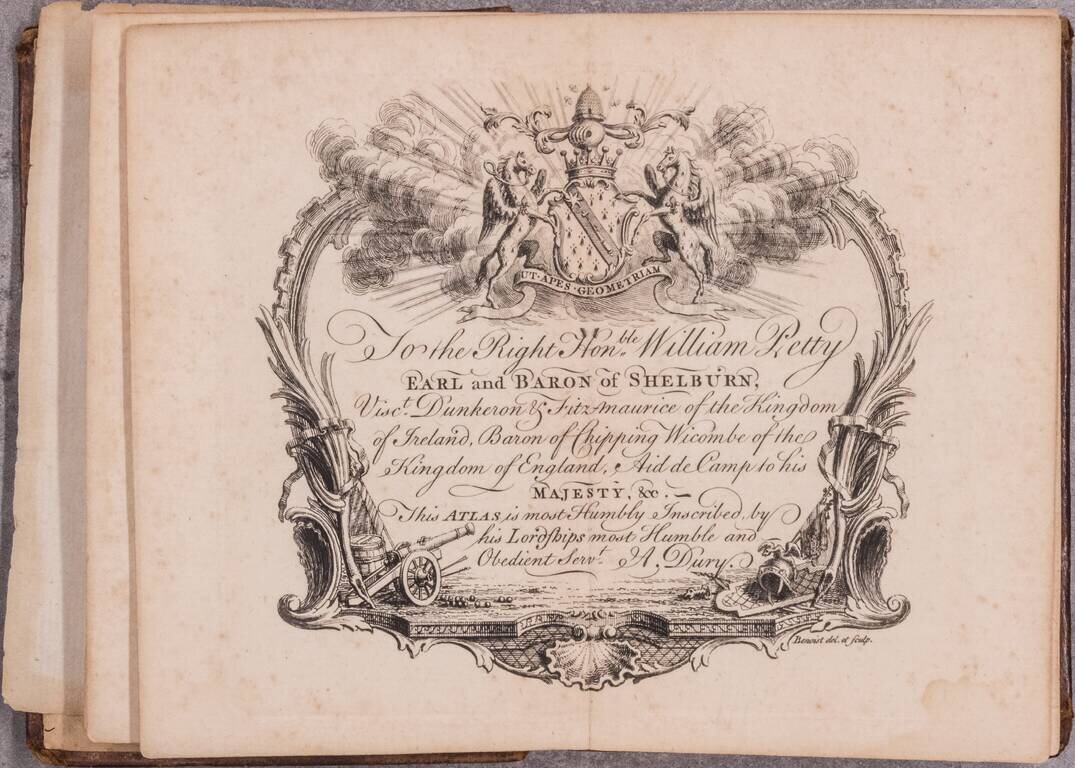 UT·APES·GEOMETRIAM
To the Right Hon.ble William Petty
EARL and BARON of SHELBURN,
Visc.t Dunkeron & Fitzmaurice of the Kingdom
of Ireland, Baron of Chipping Wicombe of the
Kingdom of England, Aid de Camp to his
MAJESTY, &c. —
This ATLAS is most Humbly Inscribed, by
his Lordships most Humble and
Obedient Serv.t A, Dury.
Benoist del. et sculp.